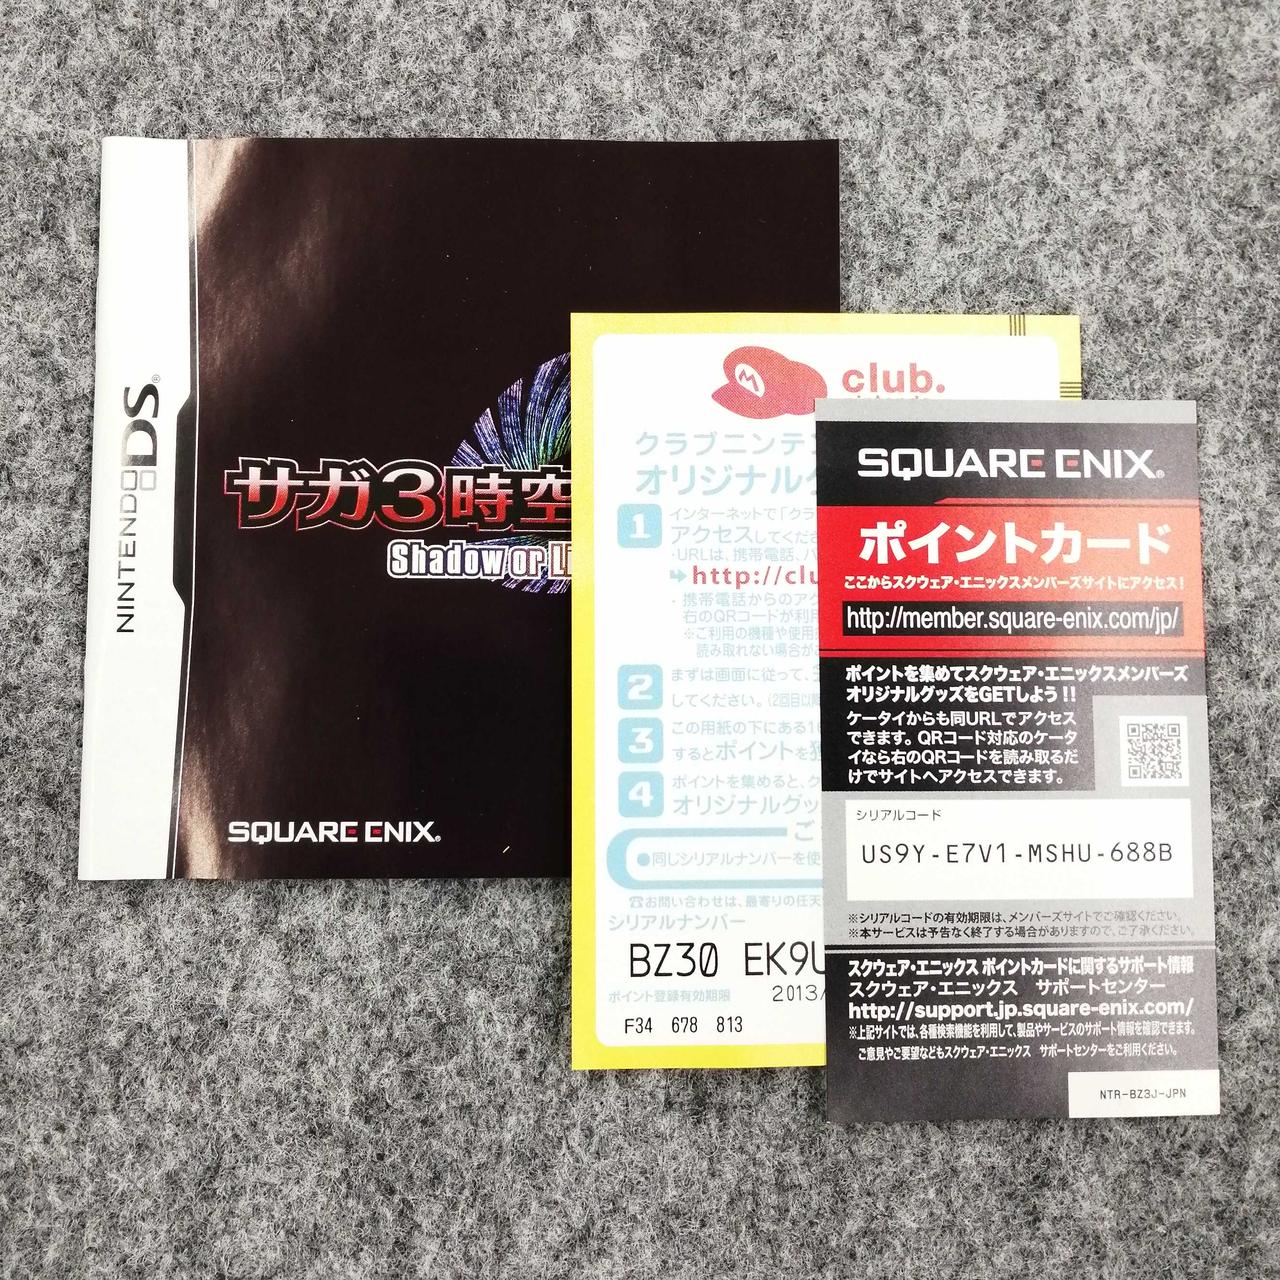 NINTENDO DS
サガ3時空
Shadow or Li
SQUARE ENIX
club.
クラブニンテン
オリジナル
1
インターネットで「クラ
アクセスしてくださ
・URLは、携帯電話、パ
http://clu
・携帯電話からのアク
右のQRコードが利用
※ご利用の機種や使用
読み取れない場合が
2
まずは画面に従って、
してください。(2回目以降
3
この用紙の下にある16
するとポイントを獲
4
ポイントを集めると、ク
オリジナルグッ
ご
●同じシリアルナンバーを使
☎お問い合わせは、最寄りの任天
シリアルナンバー
BZ30 EK9U
ポイント登録有効期限 2013/
F34 678 813
SQUARE ENIX
ポイントカード
ここからスクウェア・エニックスメンバーズサイトにアクセス!
http://member.square-enix.com/jp/
ポイントを集めてスクウェア・エニックスメンバーズ
オリジナルグッズをGETしよう!!
ケータイからも同URLでアクセス
できます。QRコード対応のケータ
イなら右のQRコードを読み取るだ
けでサイトへアクセスできます。
シリアルコード
US9Y-E7V1-MSHU-688B
※シリアルコードの有効期限は、メンバーズサイトでご確認ください。
※本サービスは予告なく終了する場合がありますので、ご了承ください。
スクウェア・エニックス ポイントカードに関するサポート情報
スクウェア・エニックス サポートセンター
http://support.jp.square-enix.com/
※上記サイトでは、各種検索機能を利用して、製品やサービスのサポート情報を確認できます。
ご意見やご要望などもスクウェア・エニックス サポートセンターをご利用ください。
NTR-BZ3J-JPN